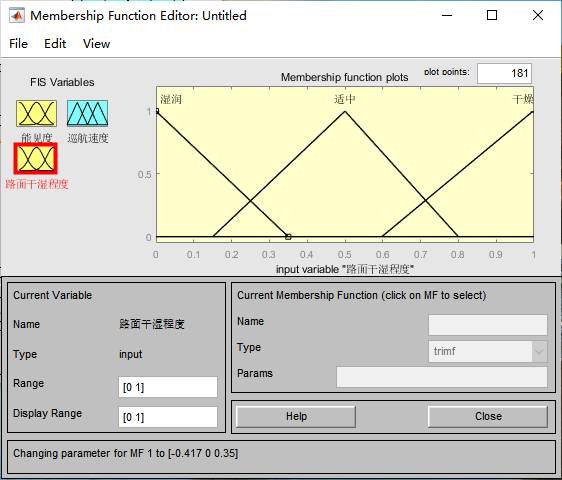 Membership Function Editor: Untitled
File Edit View
FIS Variables
能见度
巡航速度
路面干湿程度
Membership function plots
plot points:
181
湿润
适中
干燥
1
0.5
0
0 0.1 0.2 0.3 0.4 0.5 0.6 0.7 0.8 0.9 1
input variable "路面干湿程度"
Current Variable
Name 路面干湿程度
Type input
Range [0 1]
Display Range [0 1]
Current Membership Function (click on MF to select)
Name
Type trimf
Params
Help Close
Changing parameter for MF 1 to [-0.417 0 0.35]